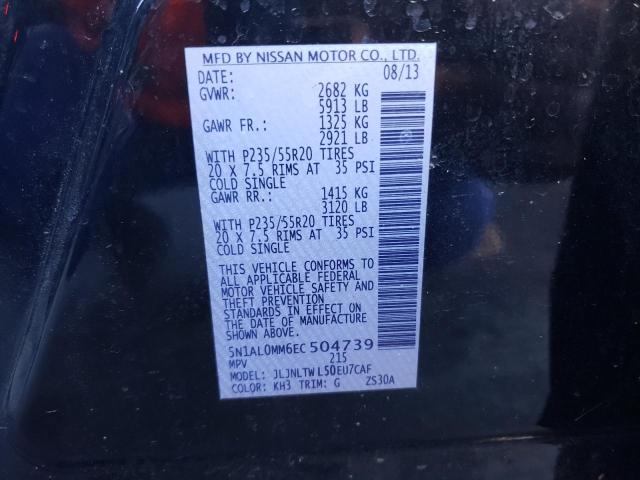 MFD BY NISSAN MOTOR CO., LTD.
DATE: 08/13
GVWR: 2682 KG
5913 LB
GAWR FR.: 1325 KG
2921 LB
WITH P235/55R20 TIRES
20 X 7.5 RIMS AT 35 PSI
COLD SINGLE
GAWR RR.: 1415 KG
3120 LB
WITH P235/55R20 TIRES
20 X 7.5 RIMS AT 35 PSI
COLD SINGLE
THIS VEHICLE CONFORMS TO
ALL APPLICABLE FEDERAL
MOTOR VEHICLE SAFETY AND
THEFT PREVENTION
STANDARDS IN EFFECT ON
THE DATE OF MANUFACTURE
SHOWN ABOVE.
5N1AL0MM6EC 504739
MPV 215
MODEL: JLJNLTWL50EU7CAF
COLOR: KH3 TRIM: G ZS30A